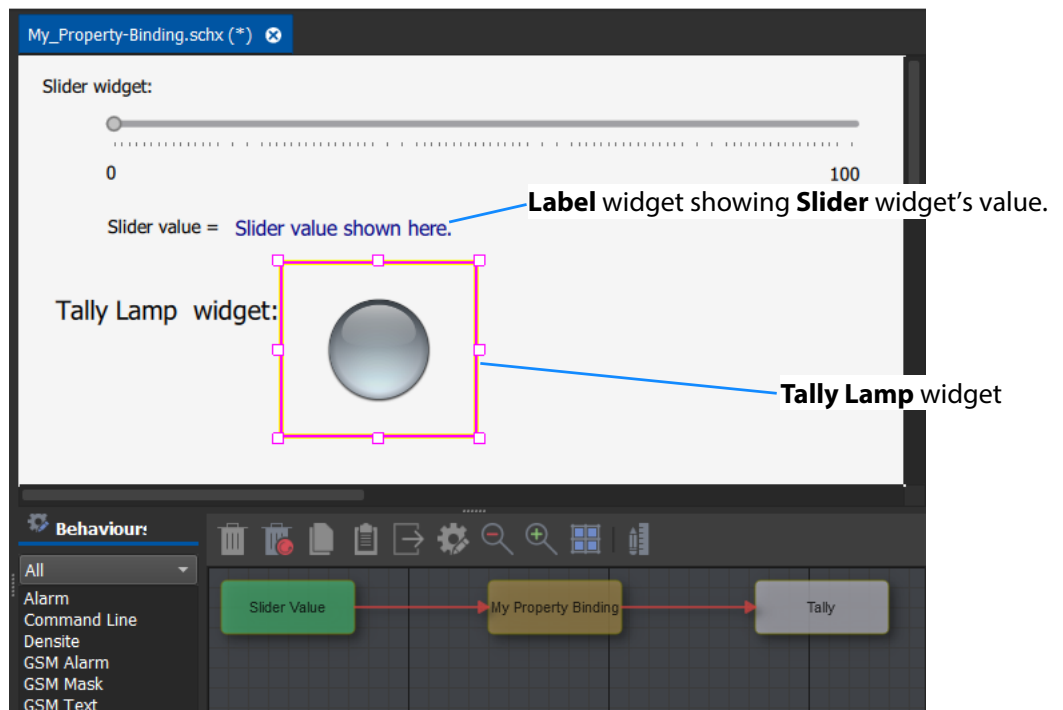 My_Property-Binding.schx (*)
Slider widget:
0
100
Label widget showing Slider widget's value.
Slider value = Slider value shown here.
Tally Lamp widget:
Tally Lamp widget
Behaviours
All
Alarm
Command Line
Densite
GSM Alarm
GSM Mask
GSM Text
Slider Value
My Property Binding
Tally